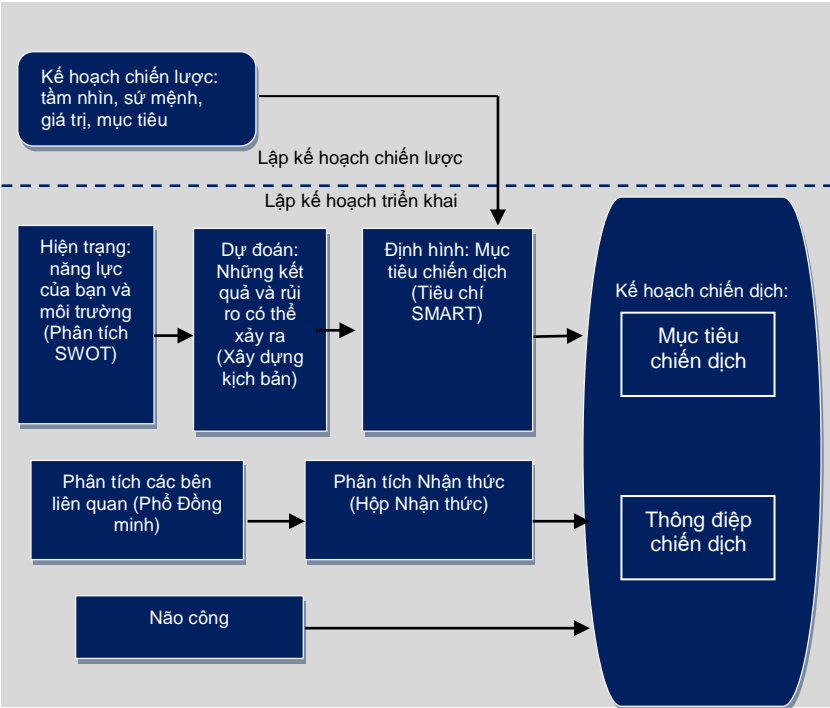 Kế hoạch chiến lược:
tầm nhìn, sứ mệnh,
giá trị, mục tiêu
Lập kế hoạch chiến lược
Lập kế hoạch triển khai
Hiện trạng:
năng lực
của bạn và
môi trường
(Phân tích
SWOT)
Dự đoán:
Những kết
quả và rủi
ro có thể
xảy ra
(Xây dựng
kịch bản)
Định hình: Mục
tiêu chiến dịch
(Tiêu chí
SMART)
Kế hoạch chiến dịch:
Mục tiêu
chiến dịch
Phân tích các bên
liên quan (Phổ Đồng
minh)
Phân tích Nhận thức
(Hộp Nhận thức)
Thông điệp
chiến dịch
Não công